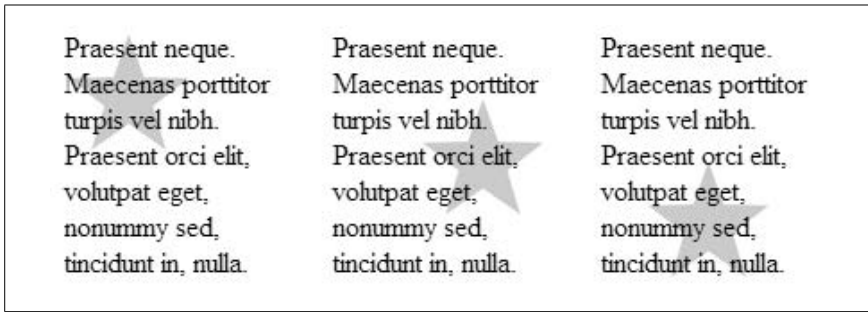 Praesent neque.
Maecenas porttitor
turpis vel nibh.
Praesent orci elit,
volutpat eget,
nonummy sed,
tincidunt in, nulla.
Praesent neque.
Maecenas porttitor
turpis vel nibh.
Praesent orci elit,
volutpat eget,
nonummy sed,
tincidunt in, nulla.
Praesent neque.
Maecenas porttitor
turpis vel nibh.
Praesent orci elit,
volutpat eget,
nonummy sed,
tincidunt in, nulla.